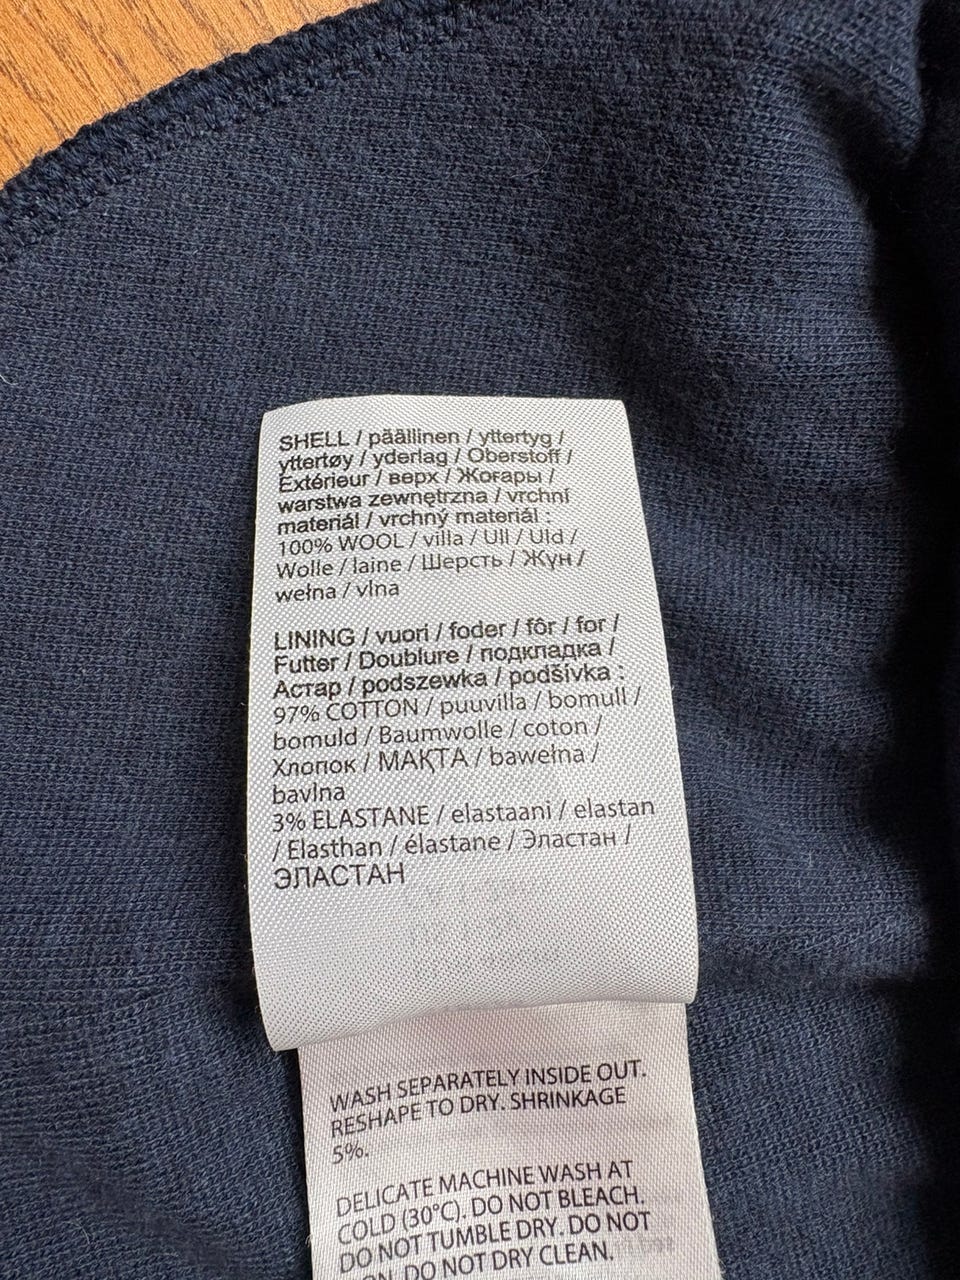 SHELL / päällinen / yttertyg /
yttertøy / yderlag / Oberstoff /
Extérieur / верх / Жоғары /
warstwa zewnętrzna / vrchní
materiál / vrchný materiál :
100% WOOL / villa / Ull / Uld /
Wolle / laine / Шерсть / Жүн /
wełna / vlna
LINING / vuori / foder / fôr / for /
Futter / Doublure / подкладка /
Астар / podszewka / podšívka :
97% COTTON / puuvilla / bomull /
bomuld / Baumwolle / coton /
Хлопок / МАҚТА / bawełna /
bavlna
3% ELASTANE / elastaani / elastan
/ Elasthan / élastane / Эластан /
ЭЛАСТАН
WASH SEPARATELY INSIDE OUT.
RESHAPE TO DRY. SHRINKAGE
5%.
DELICATE MACHINE WASH AT
COLD (30°C). DO NOT BLEACH.
DO NOT TUMBLE DRY. DO NOT
DO NOT DRY CLEAN.